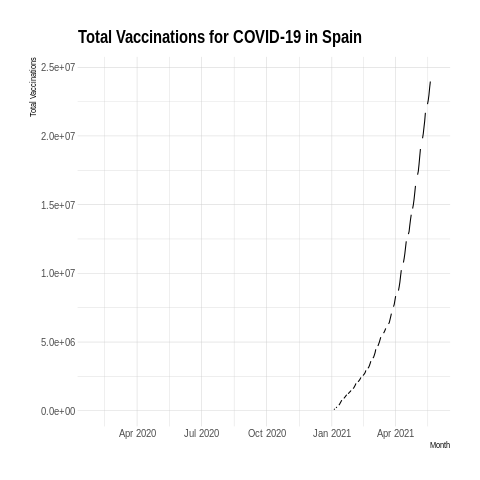 Total Vaccinations for COVID-19 in Spain
Total Vaccinations
2.5e+07
2.0e+07
1.5e+07
1.0e+07
5.0e+06
0.0e+00
Apr 2020 Jul 2020 Oct 2020 Jan 2021 Apr 2021
Month